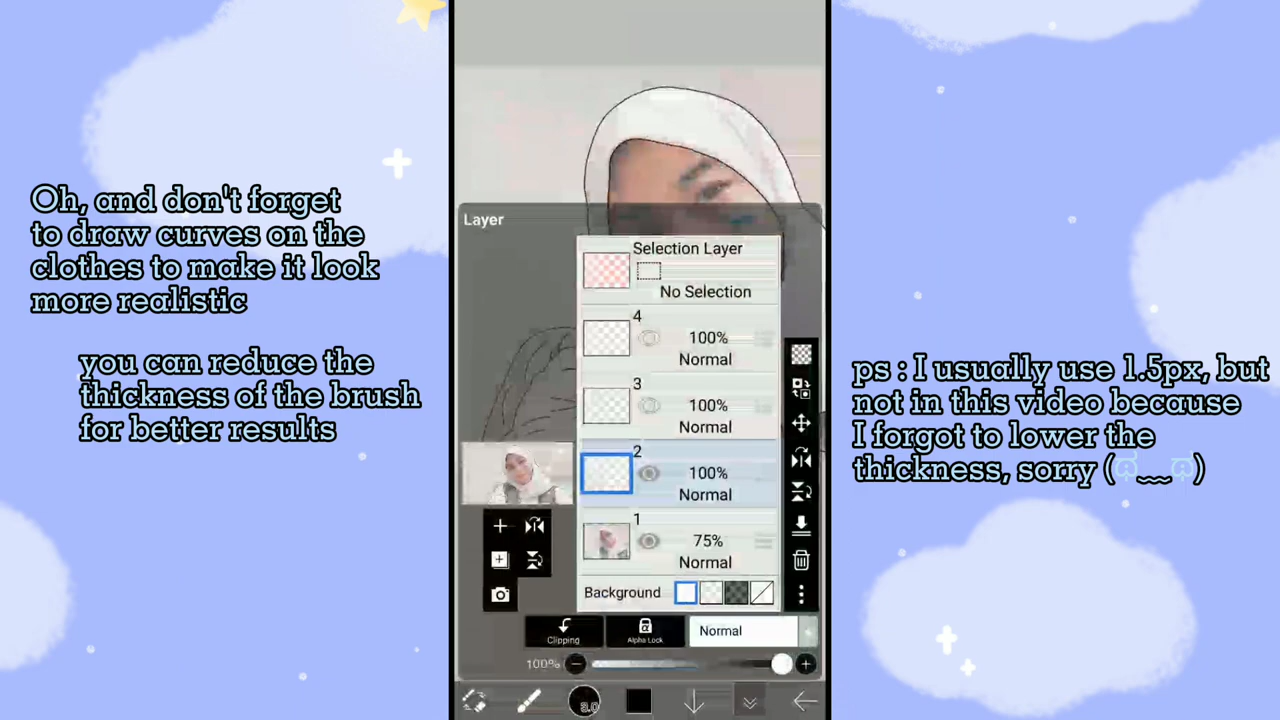 Oh, and don't forget
to draw curves on the
clothes to make it look
more realistic
you can reduce the
thickness of the brush
for better results
Layer
Selection Layer
No Selection
4
100%
Normal
3
100%
Normal
2
100%
Normal
1
75%
Normal
Background
Clipping
Alpha Lock
Normal
100%
3.0
ps : I usually use 1.5px, but
not in this video because
I forgot to lower the
thickness, sorry (╥﹏╥)